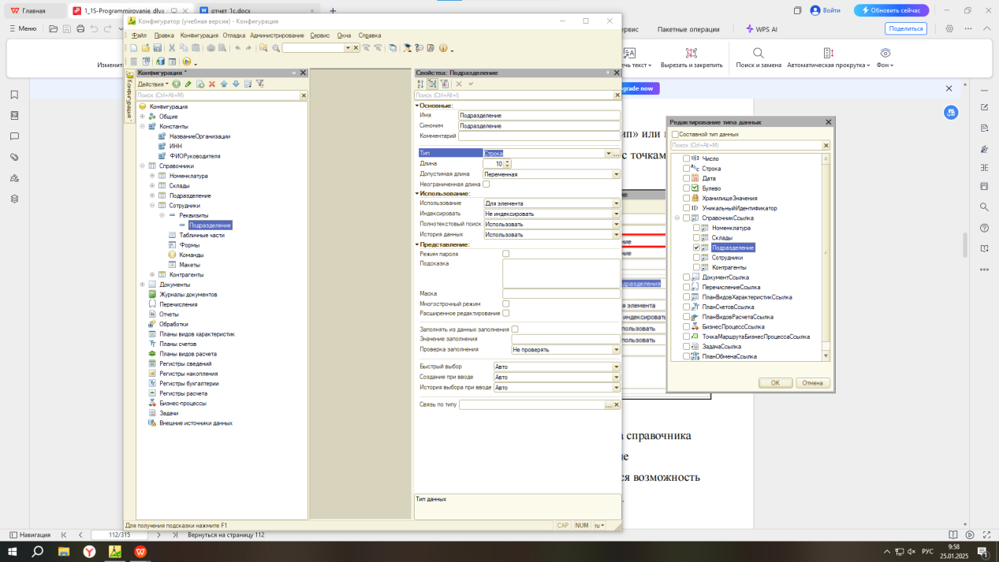 Главная
1_1S-Programmirovanie_dlya
отчет 1с.docx
Войти
Обновить сейчас
Меню
Пакетные операции
WPS AI
Поделиться
Вырезать и закрепить
Поиск и замена
Автоматическая прокрутка
Фон
Конфигуратор (учебная версия) - Конфигурация
Файл Правка Конфигурация Отладка Администрирование Сервис Окна Справка
Конфигурация *
Действия
Поиск (Ctrl+Alt+M)
Конфигурация
Общие
Константы
НазваниеОрганизации
ИНН
ФИОРуководителя
Справочники
Номенклатура
Склады
Подразделение
Сотрудники
Реквизиты
Подразделение
Табличные части
Формы
Команды
Макеты
Контрагенты
Документы
Журналы документов
Перечисления
Отчеты
Обработки
Планы видов характеристик
Планы счетов
Планы видов расчета
Регистры сведений
Регистры накопления
Регистры бухгалтерии
Регистры расчета
Бизнес-процессы
Задачи
Внешние источники данных
Свойства: Подразделение
Поиск (Ctrl+Alt+I)
Основные:
Имя Подразделение
Синоним Подразделение
Комментарий
Тип Строка
Длина 10
Допустимая длина Переменная
Неограниченная длина
Использование:
Использование Для элемента
Индексировать Не индексировать
Полнотекстовый поиск Использовать
История данных Использовать
Представление:
Режим пароля
Подсказка
Маска
Многострочный режим
Расширенное редактирование
Заполнять из данных заполнения
Значение заполнения
Проверка заполнения Не проверять
Быстрый выбор Авто
Создание при вводе Авто
История выбора при вводе Авто
Связь по типу
Тип данных
Для получения подсказки нажмите F1
CAP NUM ru
grade now
ип» или
с точкам
Редактирование типа данных
Составной тип данных
Поиск (Ctrl+Alt+M)
Число
Строка
Дата
Булево
ХранилищеЗначения
УникальныйИдентификатор
СправочникСсылка
Номенклатура
Склады
Подразделение
Сотрудники
Контрагенты
ДокументСсылка
ПеречислениеСсылка
ПланВидовХарактеристикСсылка
ПланСчетовСсылка
ПланВидовРасчетаСсылка
БизнесПроцессСсылка
ТочкаМаршрутаБизнесПроцессаСсылка
ЗадачаСсылка
ПланОбменаСсылка
OK Отмена
а справочника
ие
ся возможность
Навигация
112/315
Вернуться на страницу 112
РУС
9:58
25.01.2025